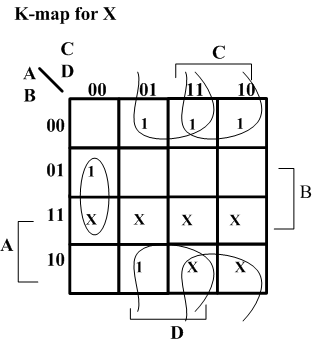 K-map for X
C
C
A D
B 00 01 11 10
00 1 1 1
01 1
B
11 X X X X
A
10 1 X X
D